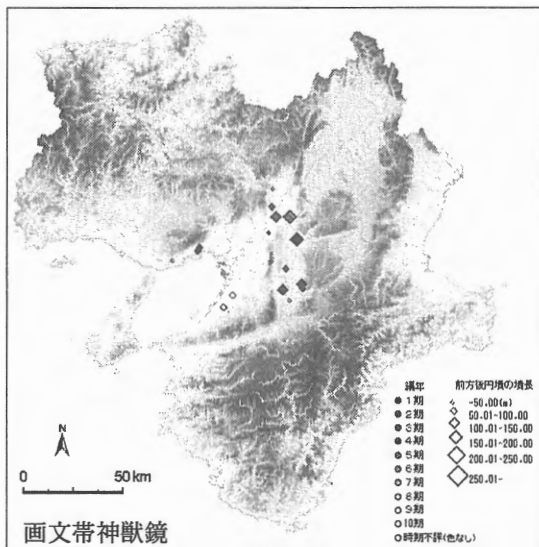 N
0
50km
画文帯神獣鏡
編年
1期
2期
3期
4期
5期
6期
7期
8期
9期
10期
時期不詳(色なし)
前方後円墳の墳長
-50.00(m)
50.01-100.00
100.01-150.00
150.01-200.00
200.01-250.00
250.01-